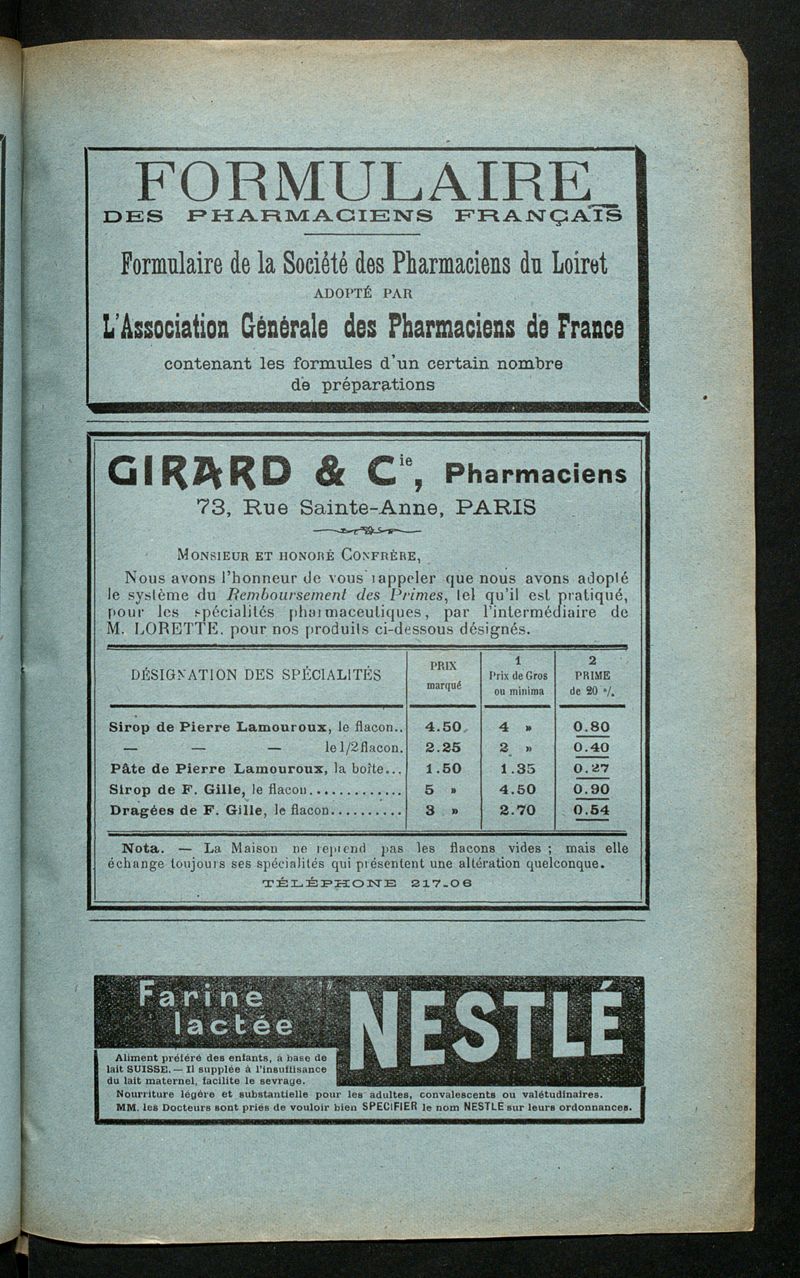 FORMULAIRE
DES PHARMACIENS FRANÇAIS
Formulaire de la Société des Pharmaciens du Loiret
ADOPTÉ PAR
L'Association Générale des Pharmaciens de France
contenant les formules d'un certain nombre
de préparations
GIRARD & Cie, Pharmaciens
73, Rue Sainte-Anne, PARIS
MONSIEUR ET HONORÉ CONFRÈRE,
Nous avons l'honneur de vous rappeler que nous avons adopté
le système du Remboursement des Primes, tel qu'il est pratiqué,
pour les spécialités pharmaceutiques, par l'intermédiaire de
M. LORETTE, pour nos produits ci-dessous désignés.
DÉSIGNATION DES SPÉCIALITÉS | PRIX marqué | 1 Prix de Gros ou minima | 2 PRIME de 20 %
Sirop de Pierre Lamouroux, le flacon.. 4.50 4 » 0.80
— — — le 1/2 flacon. 2.25 2 » 0.40
Pâte de Pierre Lamouroux, la boîte... 1.50 1.35 0.27
Sirop de F. Gille, le flacon............. 5 » 4.50 0.90
Dragées de F. Gille, le flacon.......... 3 » 2.70 0.54
Nota. — La Maison ne reprend pas les flacons vides ; mais elle
échange toujours ses spécialités qui présentent une altération quelconque.
TÉLÉPHONE 217-06
Farine
lactée
NESTLÉ
Aliment préféré des enfants, à base de
lait SUISSE. — Il supplée à l'insuffisance
du lait maternel, facilite le sevrage.
Nourriture légère et substantielle pour les adultes, convalescents ou valétudinaires.
MM. les Docteurs sont priés de vouloir bien SPECIFIER le nom NESTLÉ sur leurs ordonnances.